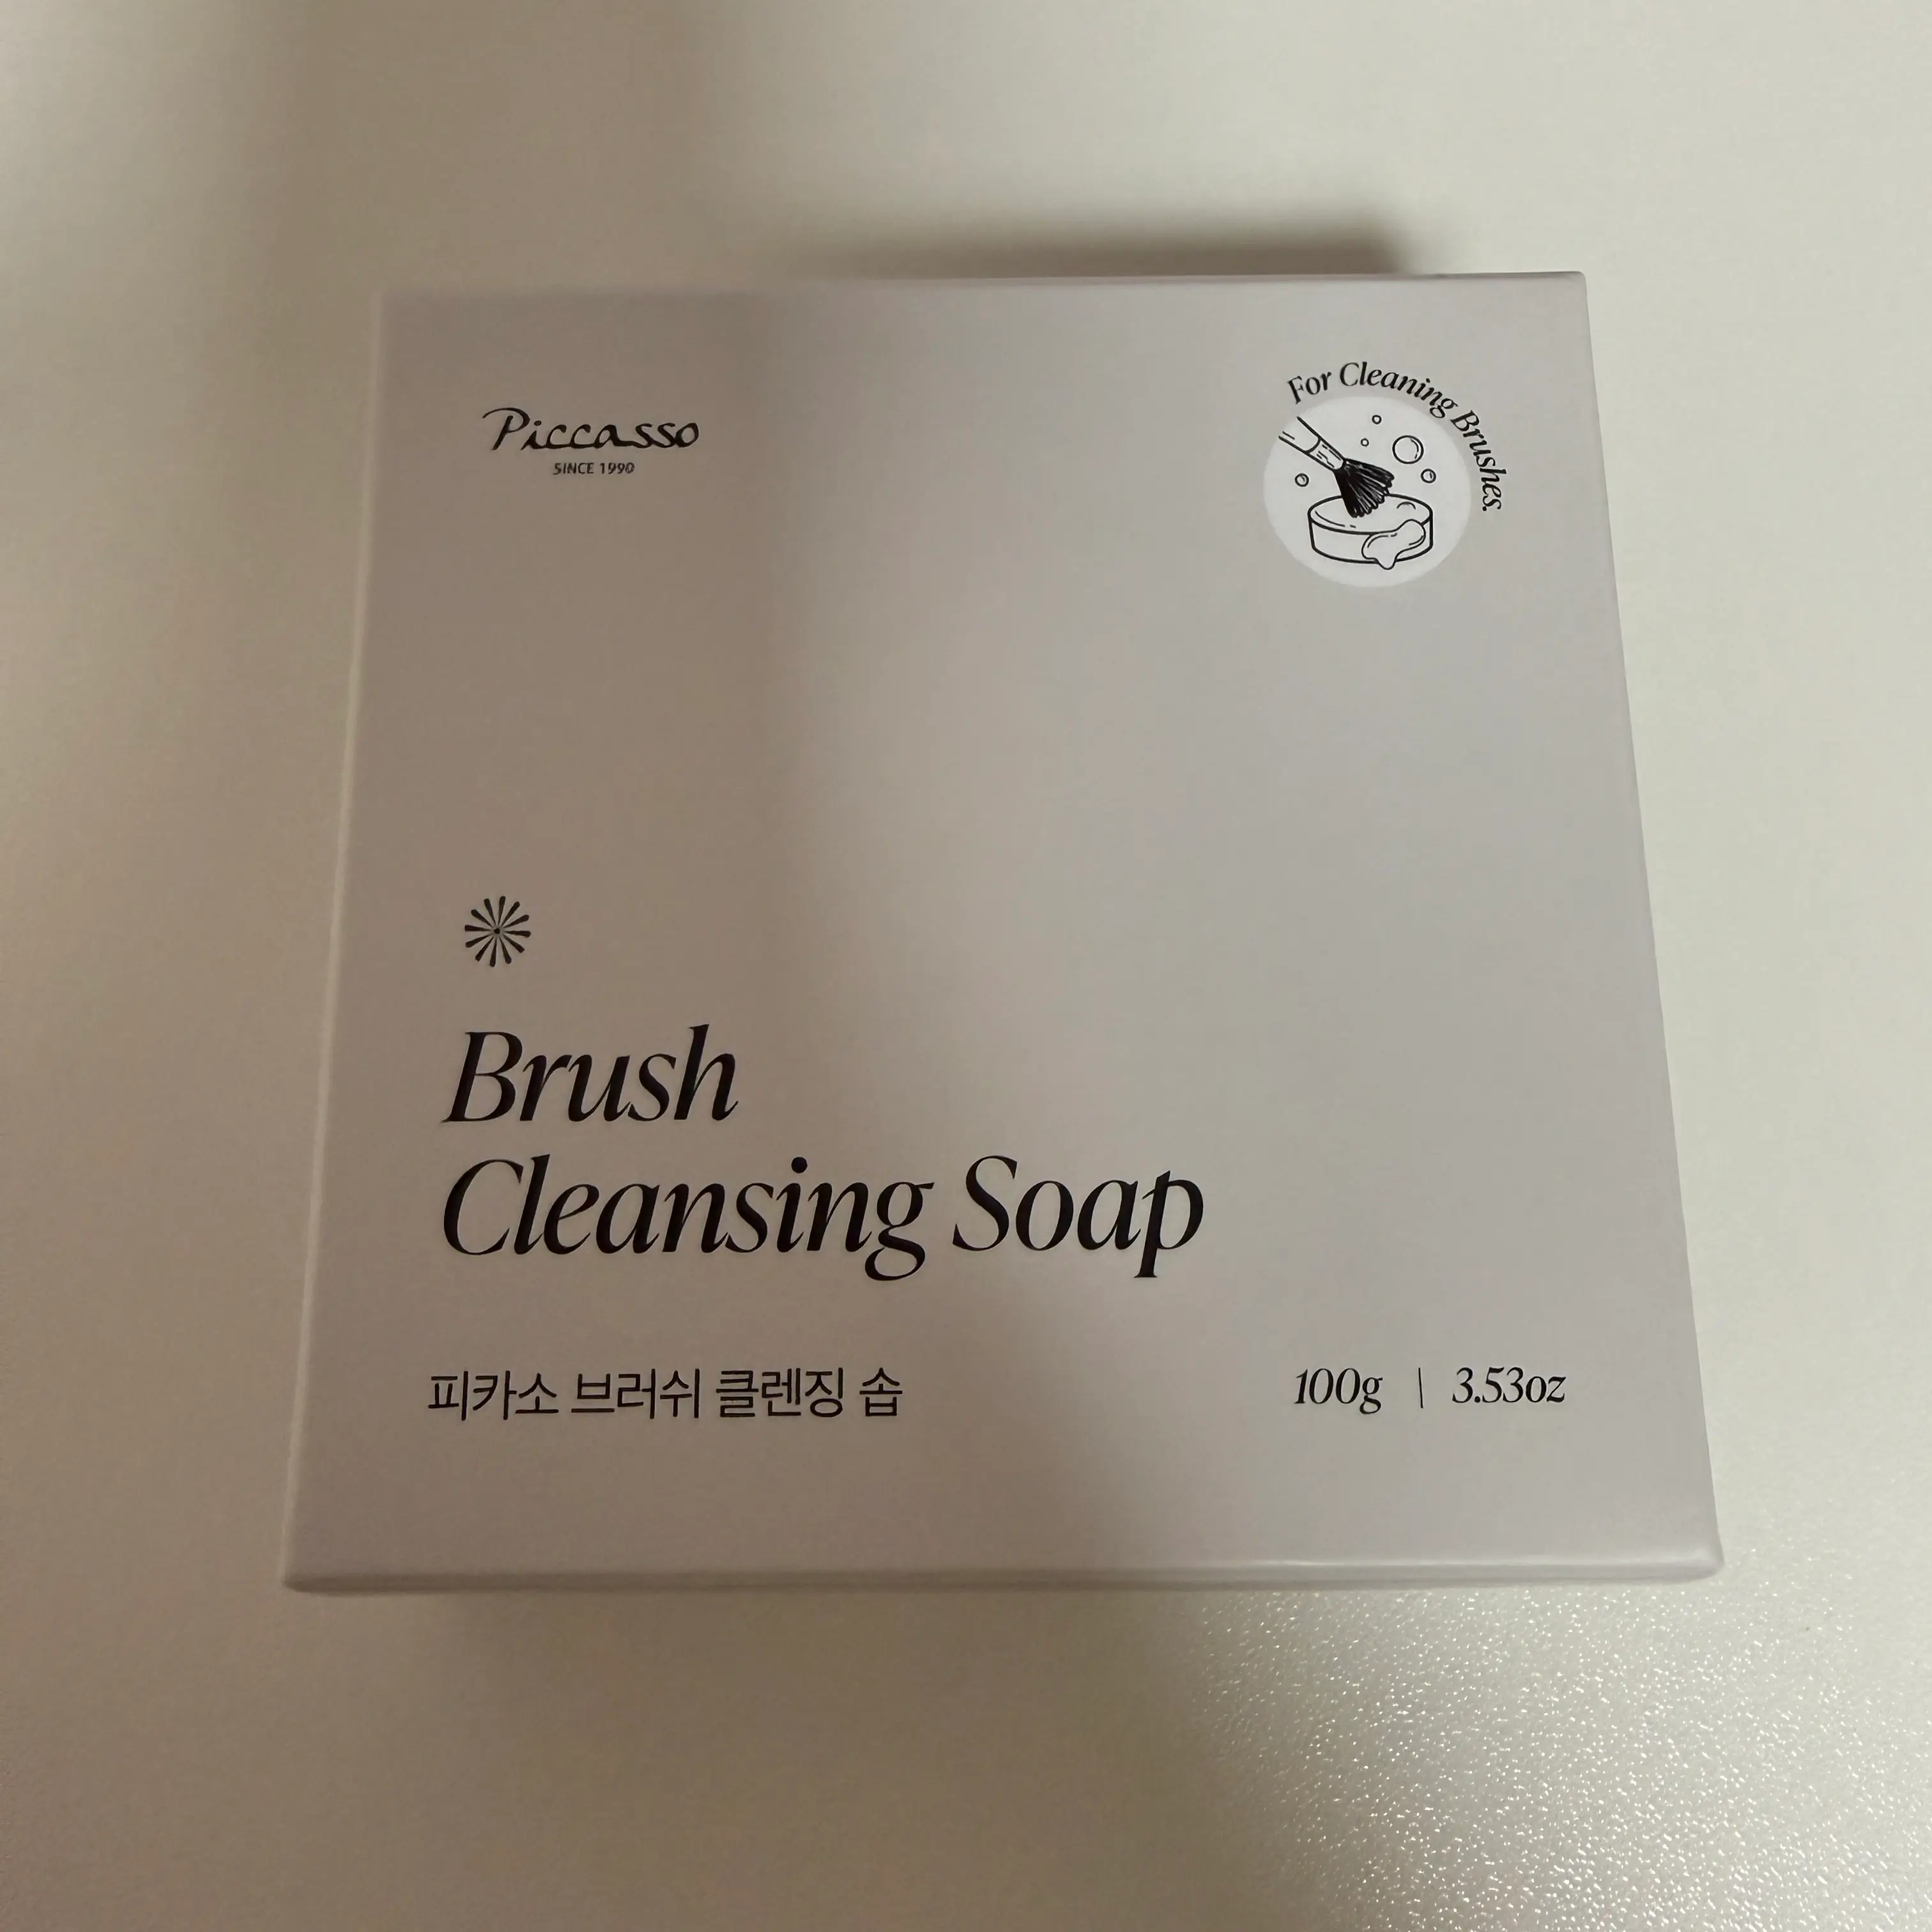 Piccasso
SINCE 1990
For Cleaning Brushes.
Brush
Cleansing Soap
피카소 브러쉬 클렌징 솝
100g | 3.53oz